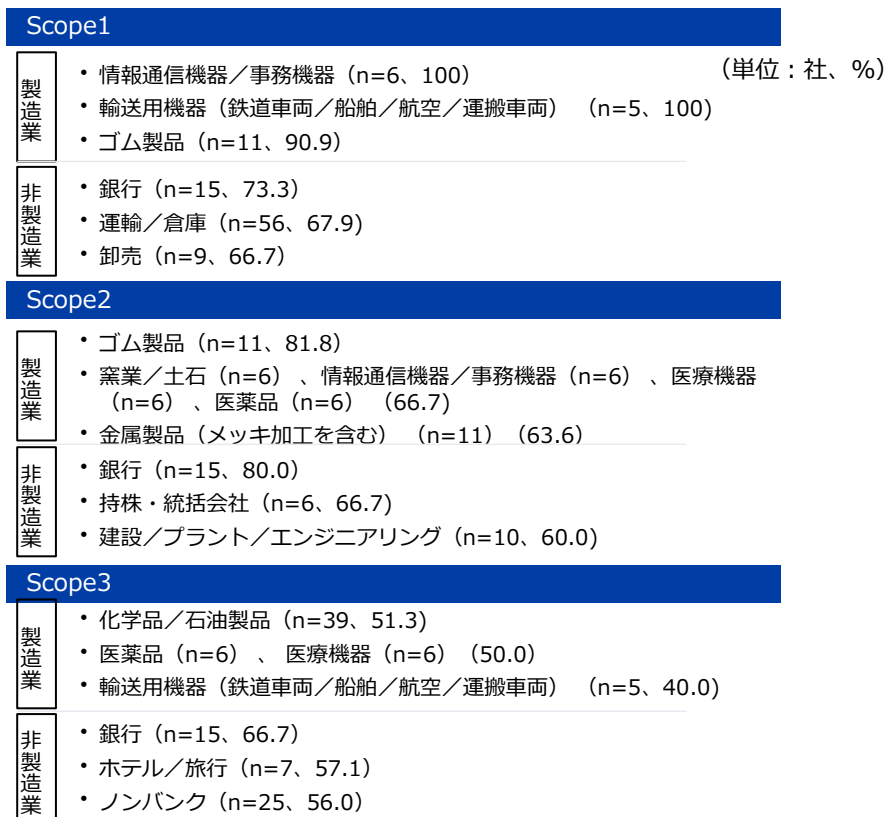 Scope1
(単位：社、%)
製造業
・情報通信機器／事務機器（n=6、100）
・輸送用機器（鉄道車両／船舶／航空／運搬車両）（n=5、100)
・ゴム製品（n=11、90.9）
非製造業
・銀行（n=15、73.3）
・運輸／倉庫（n=56、67.9)
・卸売（n=9、66.7）
Scope2
製造業
・ゴム製品（n=11、81.8）
・窯業／土石（n=6）、情報通信機器／事務機器（n=6）、医療機器
（n=6）、医薬品（n=6）（66.7)
・金属製品（メッキ加工を含む）（n=11）（63.6）
非製造業
・銀行（n=15、80.0）
・持株・統括会社（n=6、66.7）
・建設／プラント／エンジニアリング（n=10、60.0)
Scope3
製造業
・化学品／石油製品（n=39、51.3)
・医薬品（n=6）、医療機器（n=6）（50.0）
・輸送用機器（鉄道車両／船舶／航空／運搬車両）（n=5、40.0)
非製造業
・銀行（n=15、66.7）
・ホテル／旅行（n=7、57.1）
・ノンバンク（n=25、56.0）